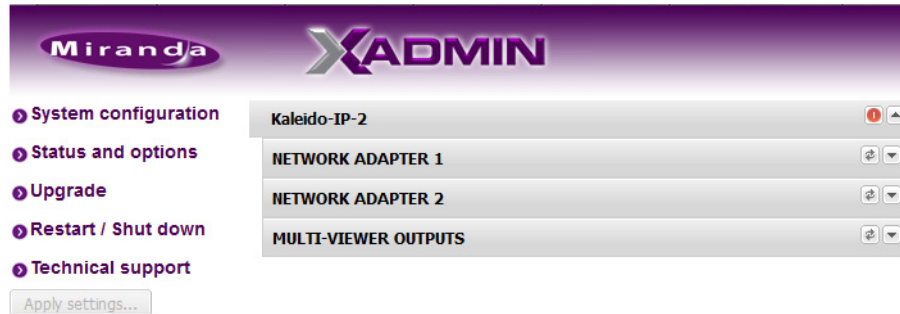 Miranda
XADMIN
System configuration
Status and options
Upgrade
Restart / Shut down
Technical support
Apply settings...
Kaleido-IP-2
NETWORK ADAPTER 1
NETWORK ADAPTER 2
MULTI-VIEWER OUTPUTS